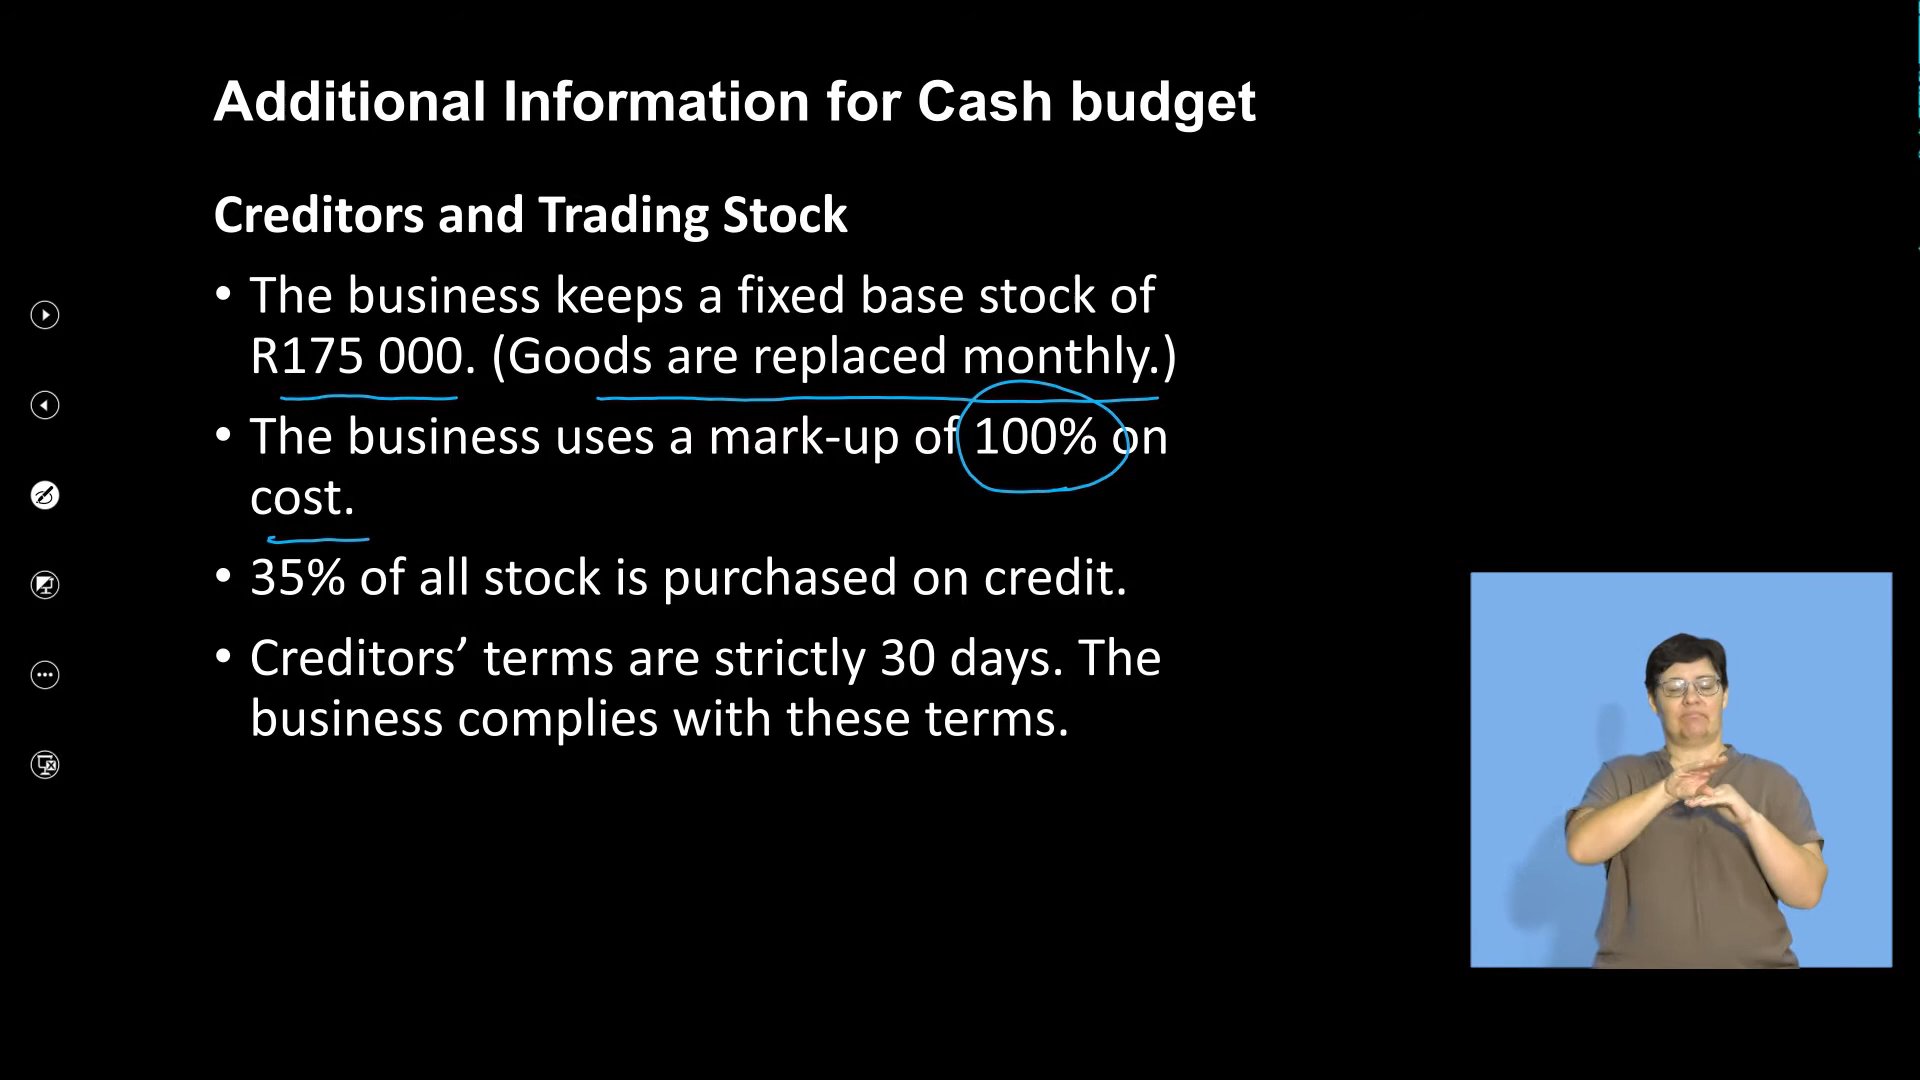 Additional Information for Cash budget
Creditors and Trading Stock
• The business keeps a fixed base stock of
R175 000. (Goods are replaced monthly.)
• The business uses a mark-up of 100% on
cost.
• 35% of all stock is purchased on credit.
• Creditors’ terms are strictly 30 days. The
business complies with these terms.